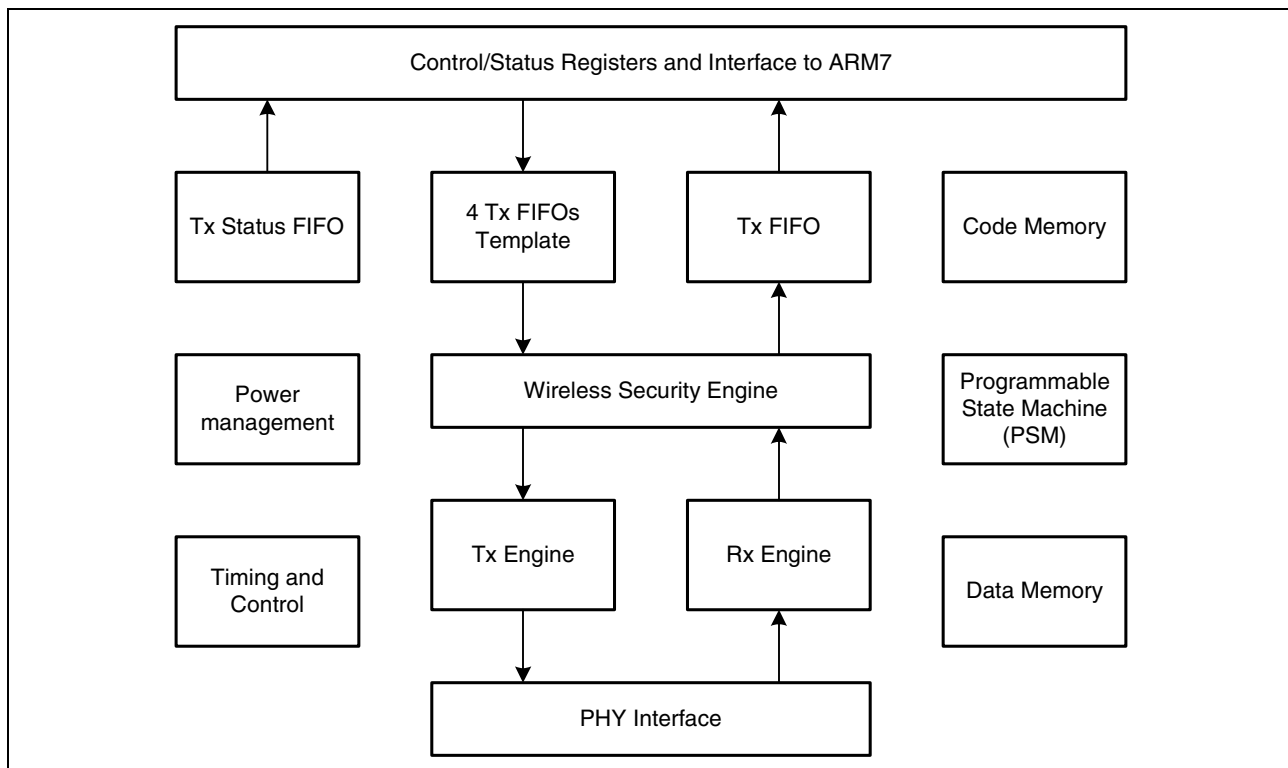 Control/Status Registers and Interface to ARM7
Tx Status FIFO
4 Tx FIFOs
Template
Tx FIFO
Code Memory
Power
management
Wireless Security Engine
Programmable
State Machine
(PSM)
Timing and
Control
Tx Engine
Rx Engine
Data Memory
PHY Interface